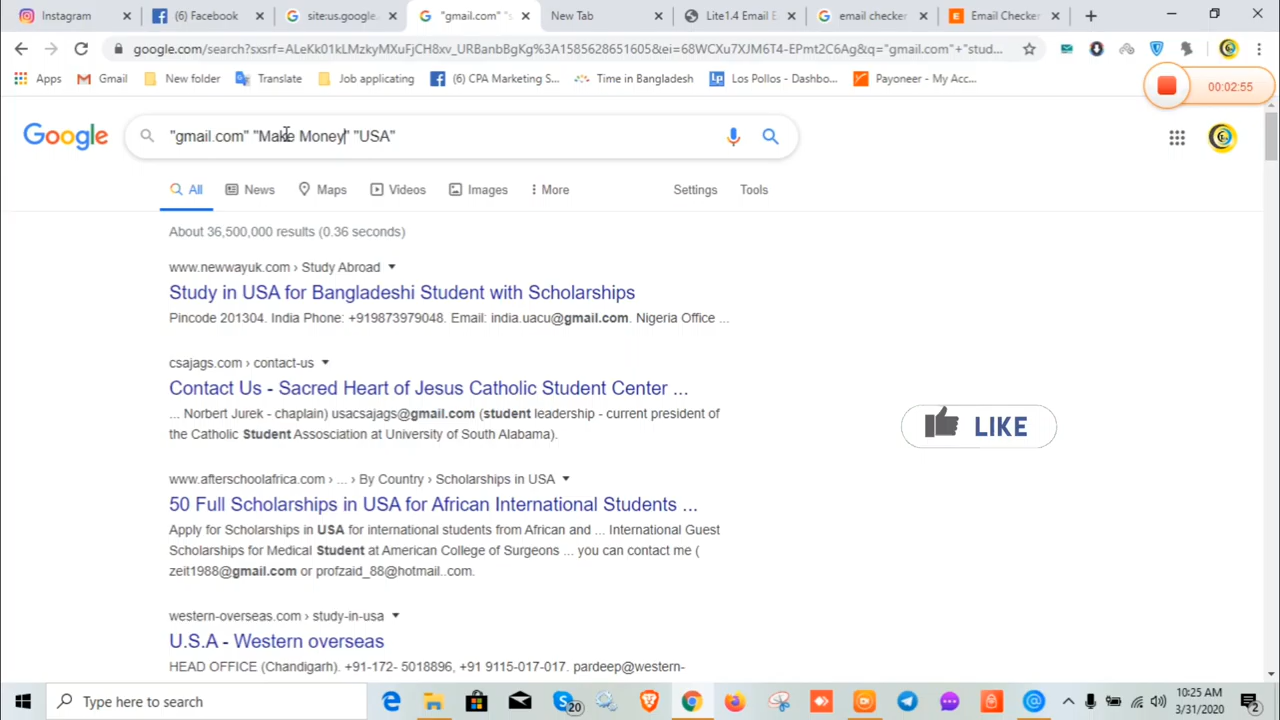 Instagram
(6) Facebook
site:us.google.
"gmail.com" "s
New Tab
Lite1.4 Email E
email checker
Email Checker
google.com/search?sxsrf=ALeKk01kLMzkyMXuFjCH8xv_URBanbBgKg%3A1585628651605&ei=68WCXu7XJM6T4-EPmt2C6Ag&q="gmail.com"+"stud...
Apps
Gmail
New folder
Translate
Job applicating
(6) CPA Marketing S...
Time in Bangladesh
Los Pollos - Dashbo...
Payoneer - My Acc...
00:02:55
Google
"gmail.com" "Make Money" "USA"
All
News
Maps
Videos
Images
More
Settings
Tools
About 36,500,000 results (0.36 seconds)
www.newwayuk.com › Study Abroad
Study in USA for Bangladeshi Student with Scholarships
Pincode 201304. India Phone: +919873979048. Email: india.uacu@gmail.com. Nigeria Office ...
csajags.com › contact-us
Contact Us - Sacred Heart of Jesus Catholic Student Center ...
... Norbert Jurek - chaplain) usacsajags@gmail.com (student leadership - current president of
the Catholic Student Assosciation at University of South Alabama).
LIKE
www.afterschoolafrica.com › ... › By Country › Scholarships in USA
50 Full Scholarships in USA for African International Students ...
Apply for Scholarships in USA for international students from African and ... International Guest
Scholarships for Medical Student at American College of Surgeons ... you can contact me (
zeit1988@gmail.com or profzaid_88@hotmail..com.
western-overseas.com › study-in-usa
U.S.A - Western overseas
HEAD OFFICE (Chandigarh). +91-172- 5018896, +91 9115-017-017. pardeep@western-
Type here to search
20
10:25 AM
3/31/2020
2